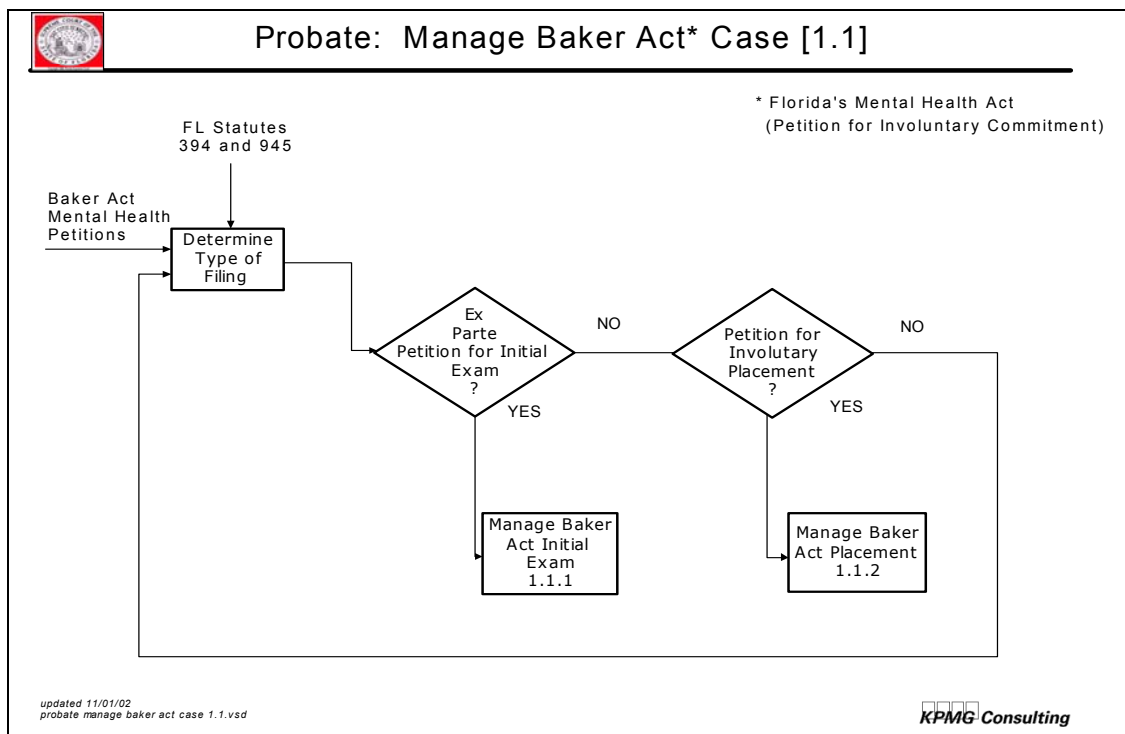 Probate: Manage Baker Act* Case [1.1]
* Florida's Mental Health Act
(Petition for Involuntary Commitment)
FL Statutes
394 and 945
Baker Act
Mental Health
Petitions
Determine
Type of
Filing
Ex
Parte
Petition for Initial
Exam
?
NO
YES
Petition for
Involutary
Placement
?
NO
YES
Manage Baker
Act Initial
Exam
1.1.1
Manage Baker
Act Placement
1.1.2
updated 11/01/02
probate manage baker act case 1.1.vsd
KPMG Consulting